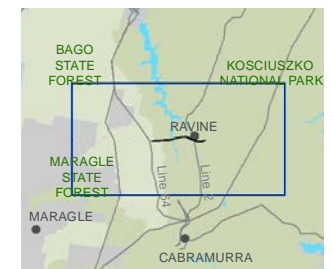 BAGO
STATE
FOREST
KOSCIUSZKO
NATIONAL PARK
RAVINE
MARAGLE
STATE
FOREST
Line 64
Line 2
MARAGLE
CABRAMURRA